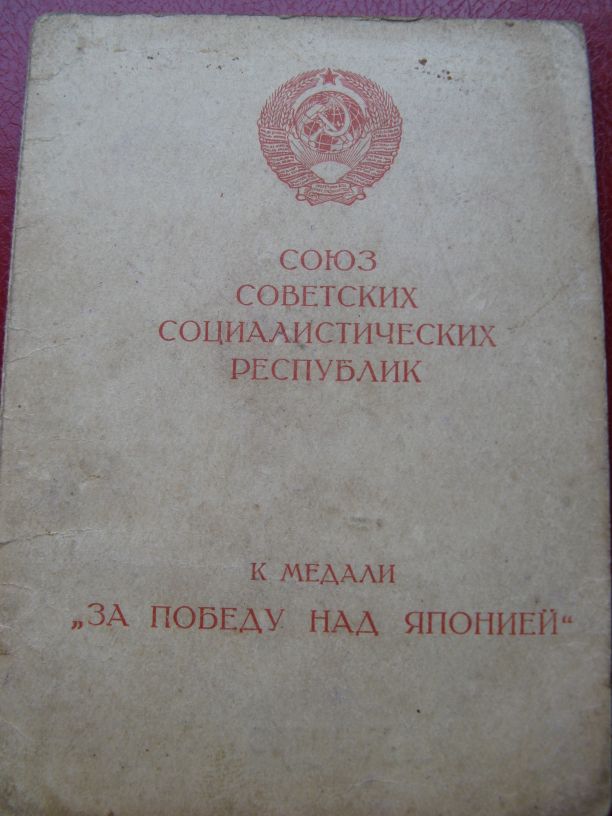 СОЮЗ
СОВЕТСКИХ
СОЦИАЛИСТИЧЕСКИХ
РЕСПУБЛИК
К МЕДАЛИ
„ЗА ПОБЕДУ НАД ЯПОНИЕЙ“